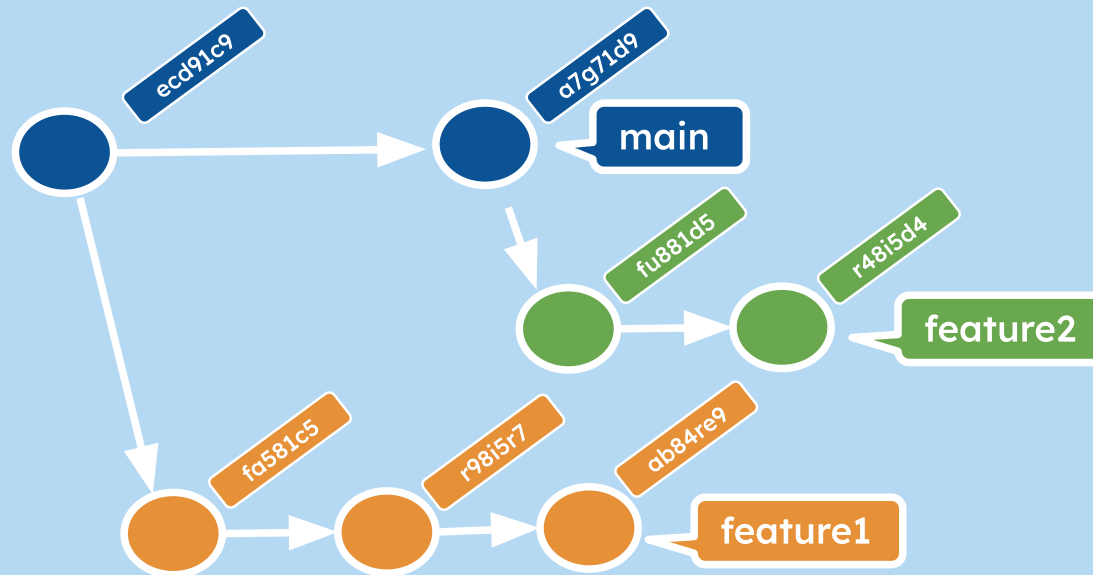 ecd91c9
a7g71d9
main
fu881d5
r48i5d4
feature2
fa581c5
r98i5r7
ab84re9
feature1